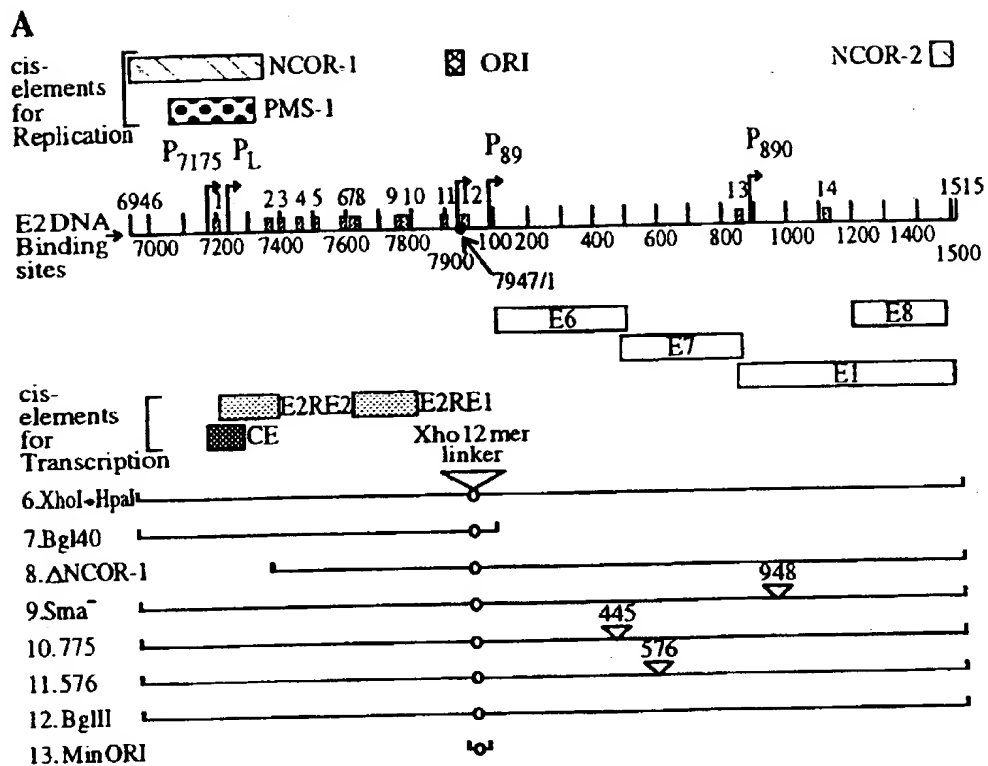 A
cis-
elements
for
Replication
NCOR-1
ORI
NCOR-2
PMS-1
P7175 PL P89 P890
6946 1 2 3 4 5 6 7 8 9 10 11 12 13 14 1515
E2 DNA
Binding
sites
7000 7200 7400 7600 7800 100 200 400 600 800 1000 1200 1400
7900 1500
7947/1
E6 E8
E7
E1
cis-
elements
for
Transcription
E2RE2 E2RE1
CE
Xho 12 mer
linker
6.XhoI HpaI
7.Bgl40
8.ΔNCOR-1
948
9.Sma⁻
445
10.775
576
11.576
12.BglII
13.MinORI